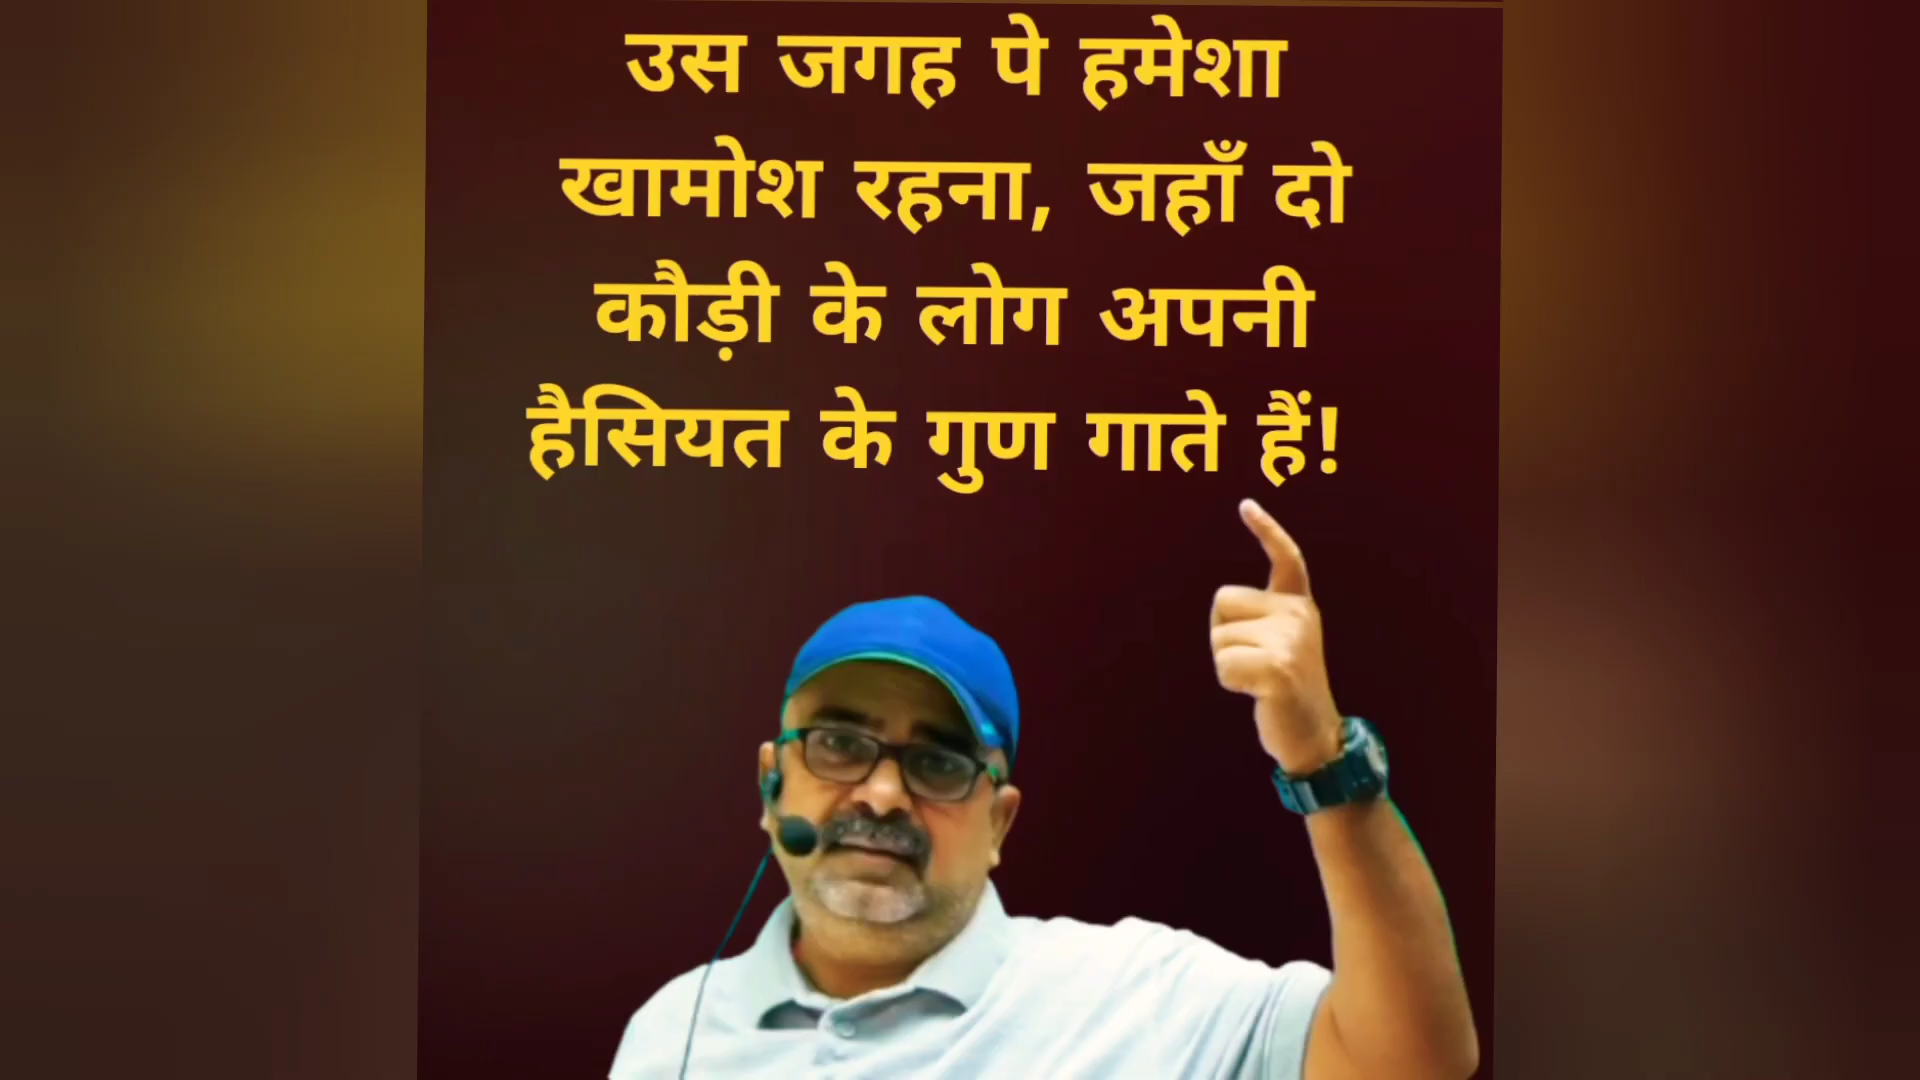 उस जगह पे हमेशा
खामोश रहना, जहाँ दो
कौड़ी के लोग अपनी
हैसियत के गुण गाते हैं!